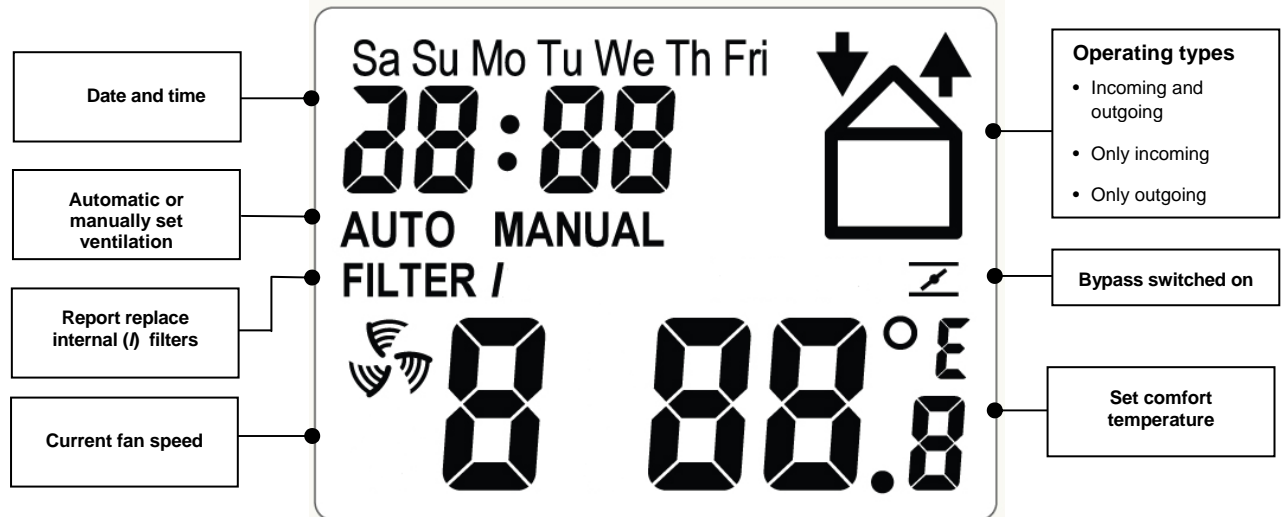 Date and time
Automatic or
manually set
ventilation
Report replace
internal (I) filters
Current fan speed
Sa Su Mo Tu We Th Fri
28:88
AUTO MANUAL
FILTER I
8 88.8°E
Operating types
• Incoming and
outgoing
• Only incoming
• Only outgoing
Bypass switched on
Set comfort
temperature